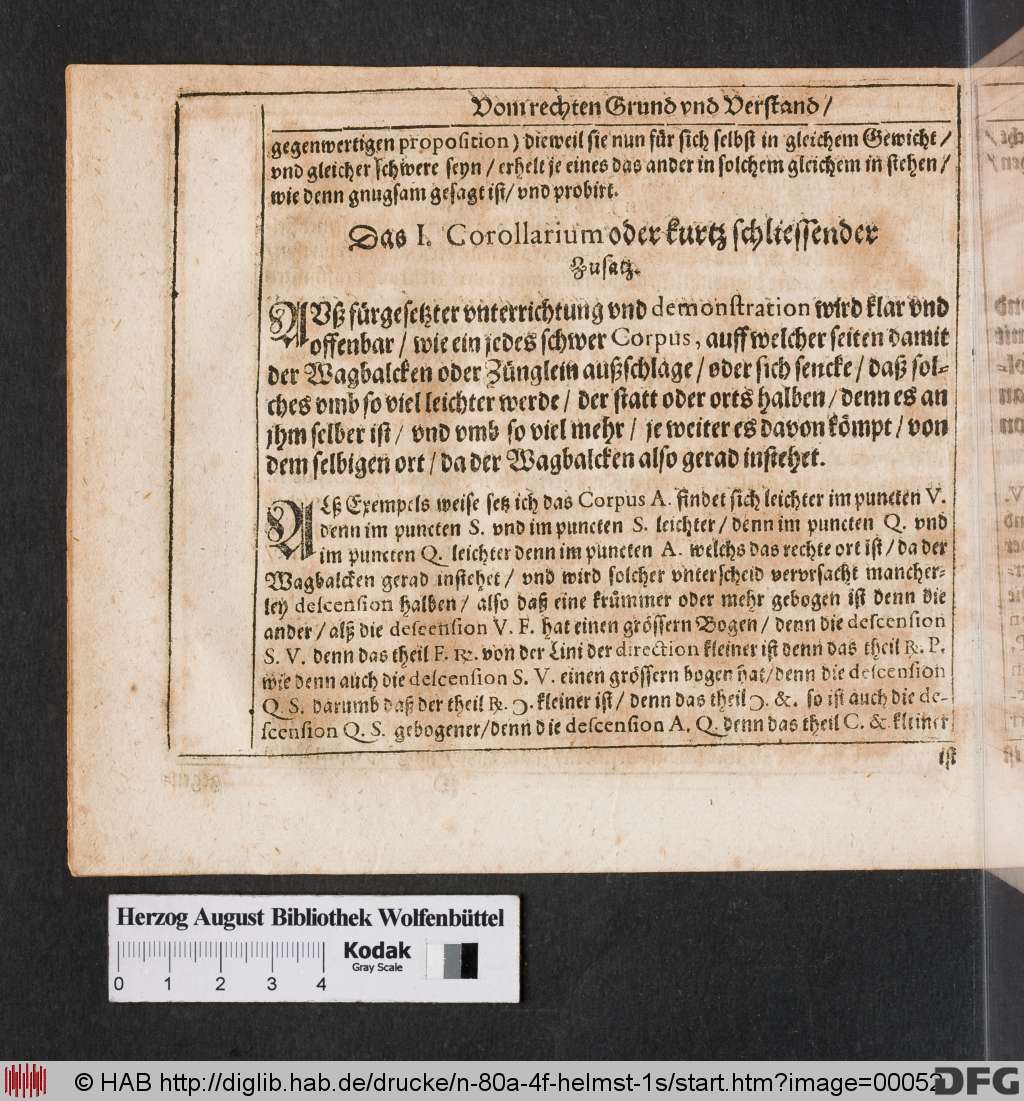 Vom rechten Grund vnd Verstand /
gegenwertigen proposition) dieweil sie nun für sich selbst in gleichem Gewicht /
vnd gleicher schwere seyn / erhelt je eines das ander in solchem gleichem in stehen /
wie denn gnugsam gesagt ist / vnd probirt.
Das I. Corollarium oder kurtz schliessender
Zusatz.
AVß fürgesetzter vnterrichtung vnd demonstration wird klar vnd
offenbar / wie ein jedes schwer Corpus, auff welcher seiten damit
der Wagbalcken oder Zünglein außschlage / oder sich sencke / daß sol⸗
ches vmb so viel leichter werde / der statt oder orts halben / denn es an
jhm selber ist / vnd vmb so viel mehr / je weiter es davon kömpt / von
dem selbigen ort / da der Wagbalcken also gerad instehet.
ALß Exempels weise setz ich das Corpus A. findet sich leichter im puncten V.
denn im puncten S. vnd im puncten S. leichter / denn im puncten Q. vnd
im puncten Q. leichter denn im puncten A. welchs das rechte ort ist / da der
Wagbalcken gerad instehet / vnd wird solcher vnterscheid vervrsacht mancher⸗
ley descension halben / also daß eine krümmer oder mehr gebogen ist denn die
ander / alß die descension V. F. hat einen grössern Bogen / denn die descension
S. V. denn das theil F. ꝶ. von der Lini der direction kleiner ist denn das theil ꝶ. P.
wie denn auch die descension S. V. einen grössern bogen hat / denn die descension
Q. S. darumb daß der theil ꝶ. ꝯ. kleiner ist / denn das theil ꝯ. &. so ist auch die de-
scension Q. S. gebogener / denn die descension A. Q. denn das theil C. &. kleiner
ist
Herzog August Bibliothek Wolfenbüttel
Kodak
Gray Scale
0 1 2 3 4
© HAB http://diglib.hab.de/drucke/n-80a-4f-helmst-1s/start.htm?image=00052
DFG